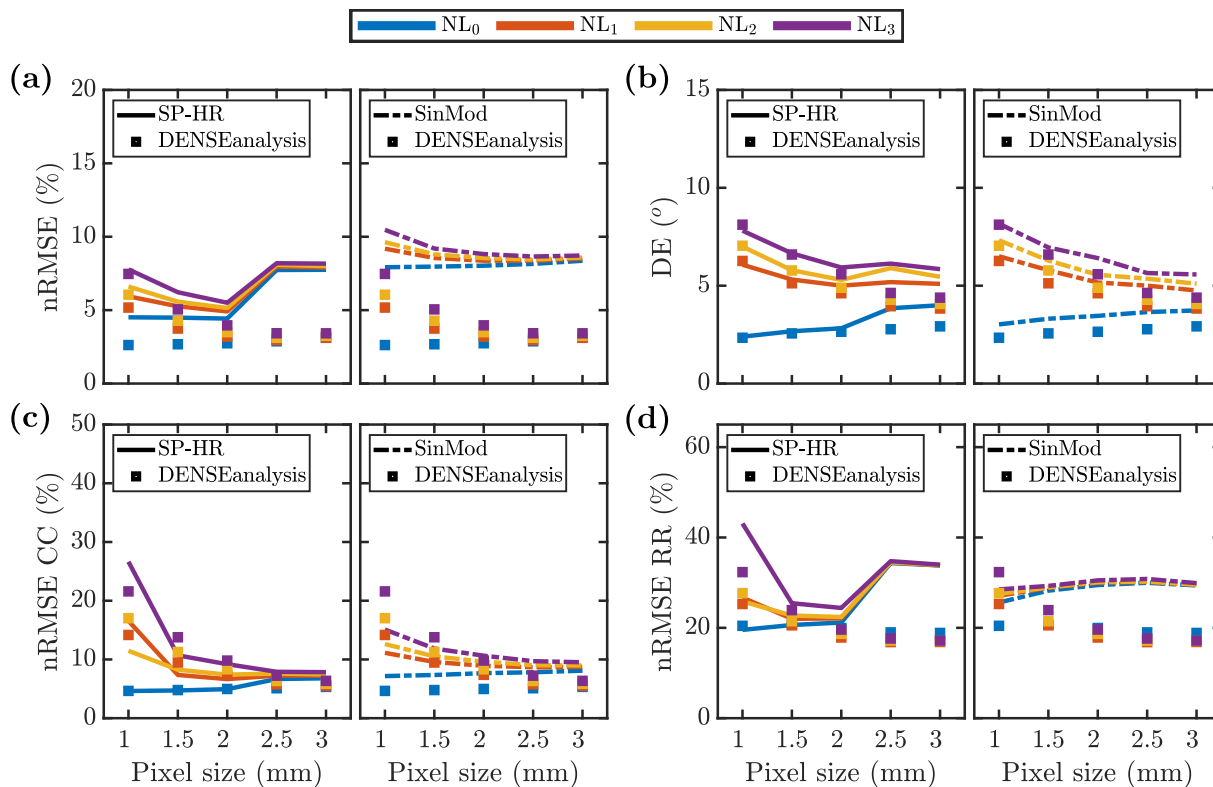 NL₀ NL₁ NL₂ NL₃
(a)
20
15
10
5
0
nRMSE (%)
SP-HR
DENSEanalysis
SinMod
DENSEanalysis
(b)
15
10
5
0
DE (ᵒ)
SP-HR
DENSEanalysis
SinMod
DENSEanalysis
(c)
50
40
30
20
10
0
nRMSE CC (%)
SP-HR
DENSEanalysis
SinMod
DENSEanalysis
1 1.5 2 2.5 3
Pixel size (mm)
1 1.5 2 2.5 3
Pixel size (mm)
(d)
60
40
20
0
nRMSE RR (%)
SP-HR
DENSEanalysis
SinMod
DENSEanalysis
1 1.5 2 2.5 3
Pixel size (mm)
1 1.5 2 2.5 3
Pixel size (mm)